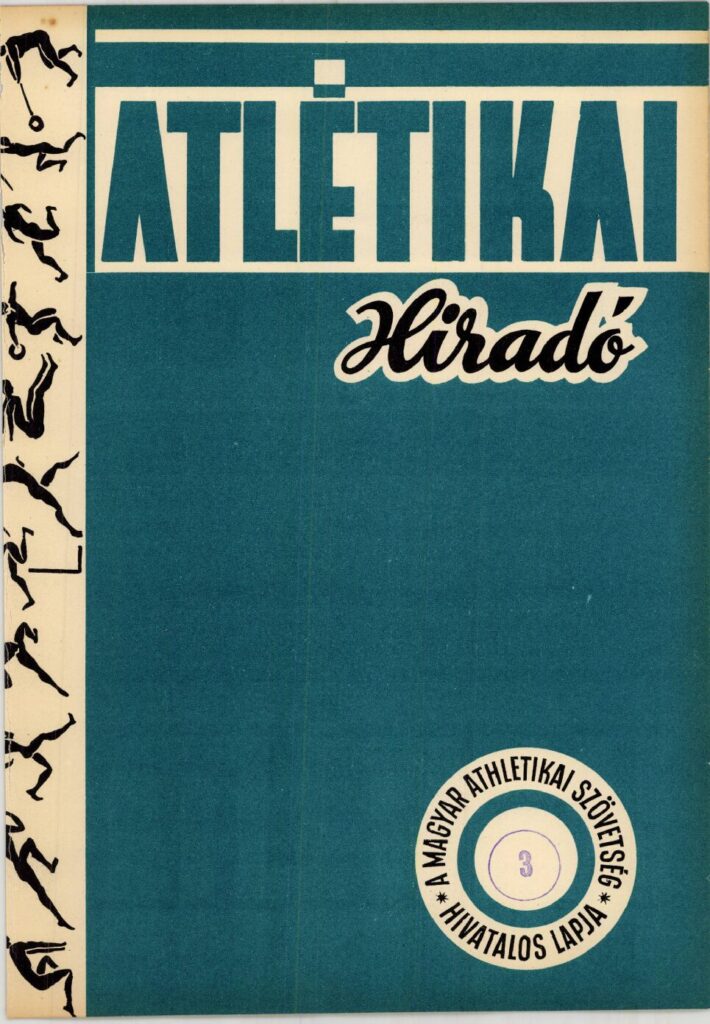 ATLÉTIKAI
Hiradó
A MAGYAR ATHLETIKAI SZÖVETSÉG
* HIVATALOS LAPJA *
3